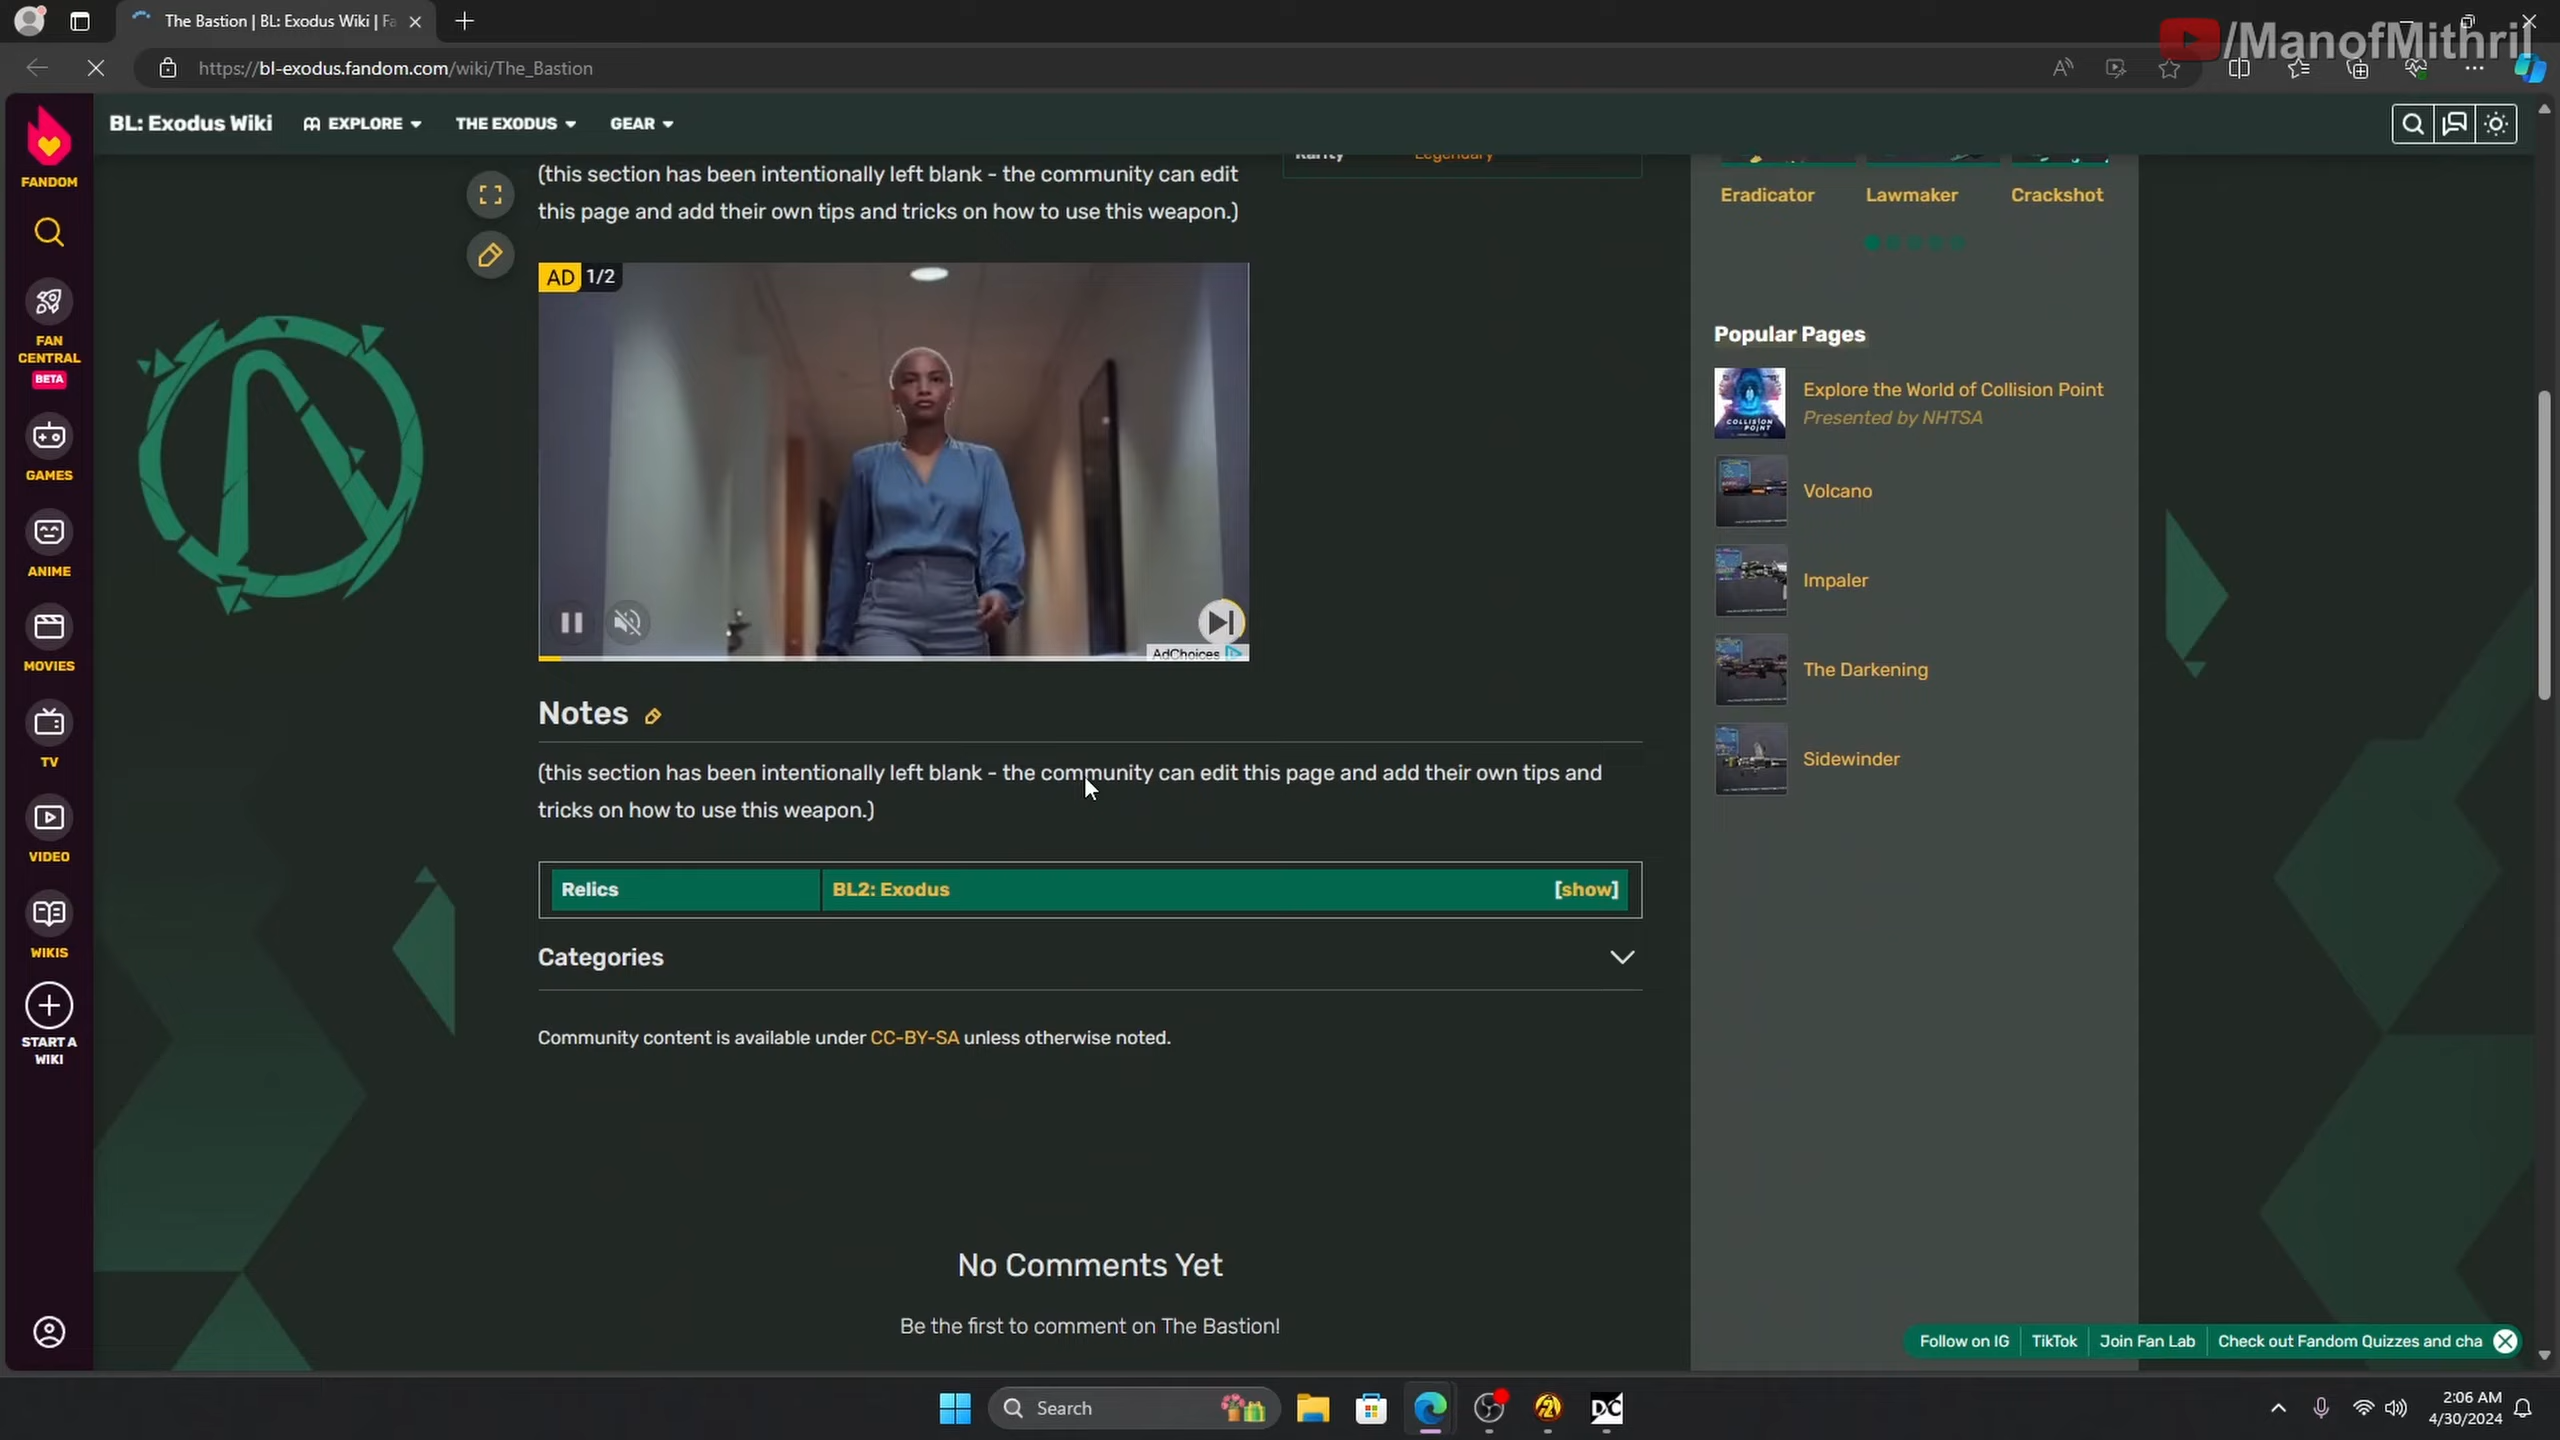 The Bastion | BL: Exodus Wiki | Fa
/ManofMithril
https://bl-exodus.fandom.com/wiki/The_Bastion
FANDOM
FAN
CENTRAL
BETA
GAMES
ANIME
MOVIES
TV
VIDEO
WIKIS
START A
WIKI
BL: Exodus Wiki
EXPLORE
THE EXODUS
GEAR
(this section has been intentionally left blank - the community can edit
this page and add their own tips and tricks on how to use this weapon.)
Rarity
Legendary
AD 1/2
AdChoices
Notes
(this section has been intentionally left blank - the community can edit this page and add their own tips and
tricks on how to use this weapon.)
Relics
BL2: Exodus
[show]
Categories
Community content is available under CC-BY-SA unless otherwise noted.
No Comments Yet
Be the first to comment on The Bastion!
Eradicator
Lawmaker
Crackshot
Popular Pages
COLLISION
POINT
Explore the World of Collision Point
Presented by NHTSA
Volcano
Impaler
The Darkening
Sidewinder
Follow on IG
TikTok
Join Fan Lab
Check out Fandom Quizzes and cha
Search
DC
2:06 AM
4/30/2024